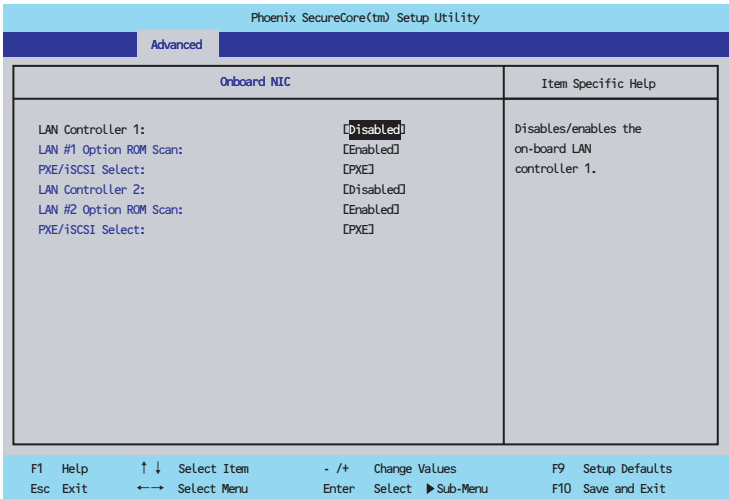 Phoenix SecureCore(tm) Setup Utility
Advanced
Onboard NIC
Item Specific Help
LAN Controller 1: [Disabled]
LAN #1 Option ROM Scan: [Enabled]
PXE/iSCSI Select: [PXE]
LAN Controller 2: [Disabled]
LAN #2 Option ROM Scan: [Enabled]
PXE/iSCSI Select: [PXE]
Disables/enables the
on-board LAN
controller 1.
F1 Help ↑↓ Select Item - /+ Change Values F9 Setup Defaults
Esc Exit ←→ Select Menu Enter Select ▶Sub-Menu F10 Save and Exit